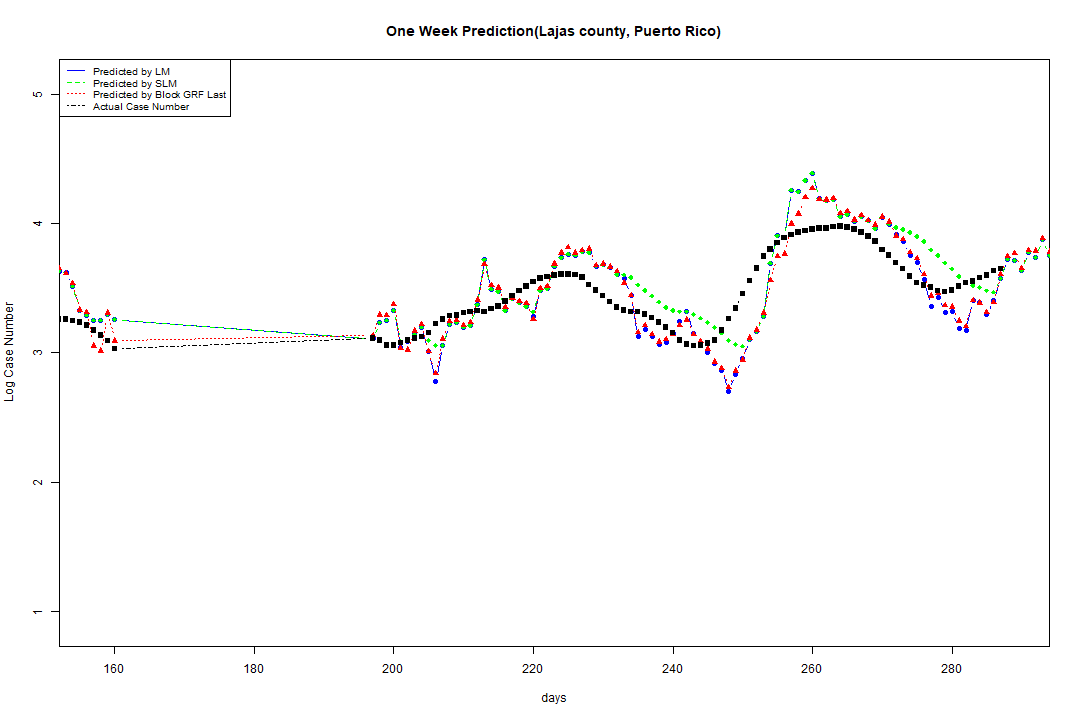 One Week Prediction(Lajas county, Puerto Rico)
Predicted by LM
Predicted by SLM
Predicted by Block GRF Last
Actual Case Number
5
4
3
2
1
Log Case Number
160 180 200 220 240 260 280
days